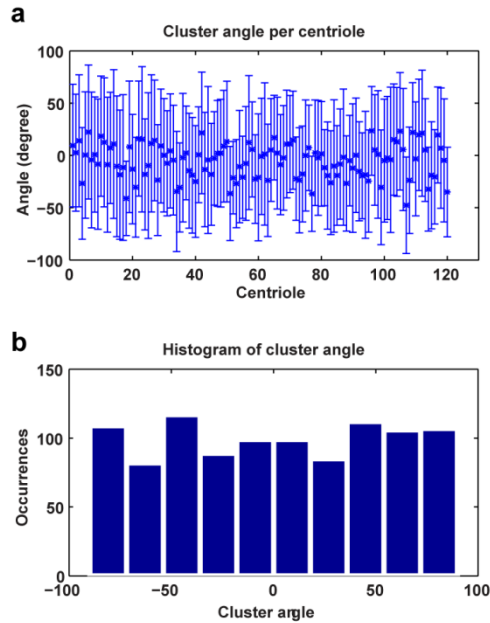 a
Cluster angle per centriole
100
50
0
−50
−100
Angle (degree)
0 20 40 60 80 100 120
Centriole
b
Histogram of cluster angle
150
100
50
0
Occurrences
−100 −50 0 50 100
Cluster angle